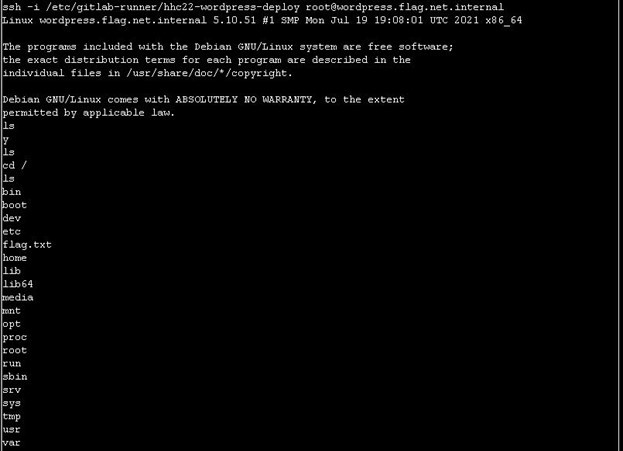 ssh -i /etc/gitlab-runner/hhc22-wordpress-deploy root@wordpress.flag.net.internal
Linux wordpress.flag.net.internal 5.10.51 #1 SMP Mon Jul 19 19:08:01 UTC 2021 x86_64
The programs included with the Debian GNU/Linux system are free software;
the exact distribution terms for each program are described in the
individual files in /usr/share/doc/*/copyright.
Debian GNU/Linux comes with ABSOLUTELY NO WARRANTY, to the extent
permitted by applicable law.
ls
y
ls
cd /
ls
bin
boot
dev
etc
flag.txt
home
lib
lib64
media
mnt
opt
proc
root
run
sbin
srv
sys
tmp
usr
var